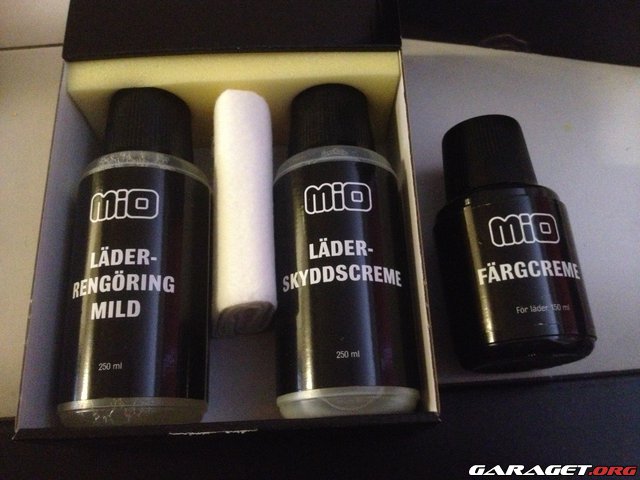 MiO
LÄDER-
RENGÖRING
MILD
250 ml
MiO
LÄDER-
SKYDDSCREME
250 ml
MiO
FÄRGCREME
För läder 150 ml
GARAGET.ORG